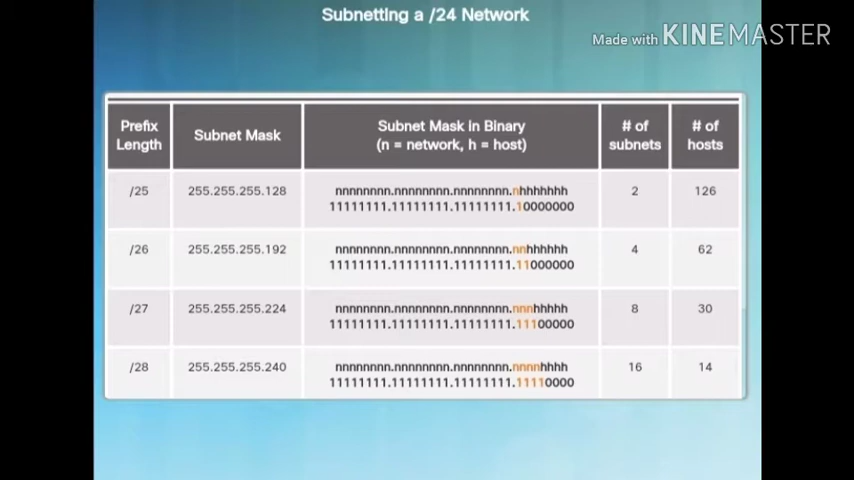 Subnetting a /24 Network
Made with KINEMASTER
Prefix Length
Subnet Mask
Subnet Mask in Binary
(n = network, h = host)
# of subnets
# of hosts
/25
255.255.255.128
nnnnnnnn.nnnnnnnn.nnnnnnnn.nhhhhhhh
11111111.11111111.11111111.10000000
2
126
/26
255.255.255.192
nnnnnnnn.nnnnnnnn.nnnnnnnn.nnhhhhhh
11111111.11111111.11111111.11000000
4
62
/27
255.255.255.224
nnnnnnnn.nnnnnnnn.nnnnnnnn.nnnhhhhh
11111111.11111111.11111111.11100000
8
30
/28
255.255.255.240
nnnnnnnn.nnnnnnnn.nnnnnnnn.nnnnhhhh
11111111.11111111.11111111.11110000
16
14